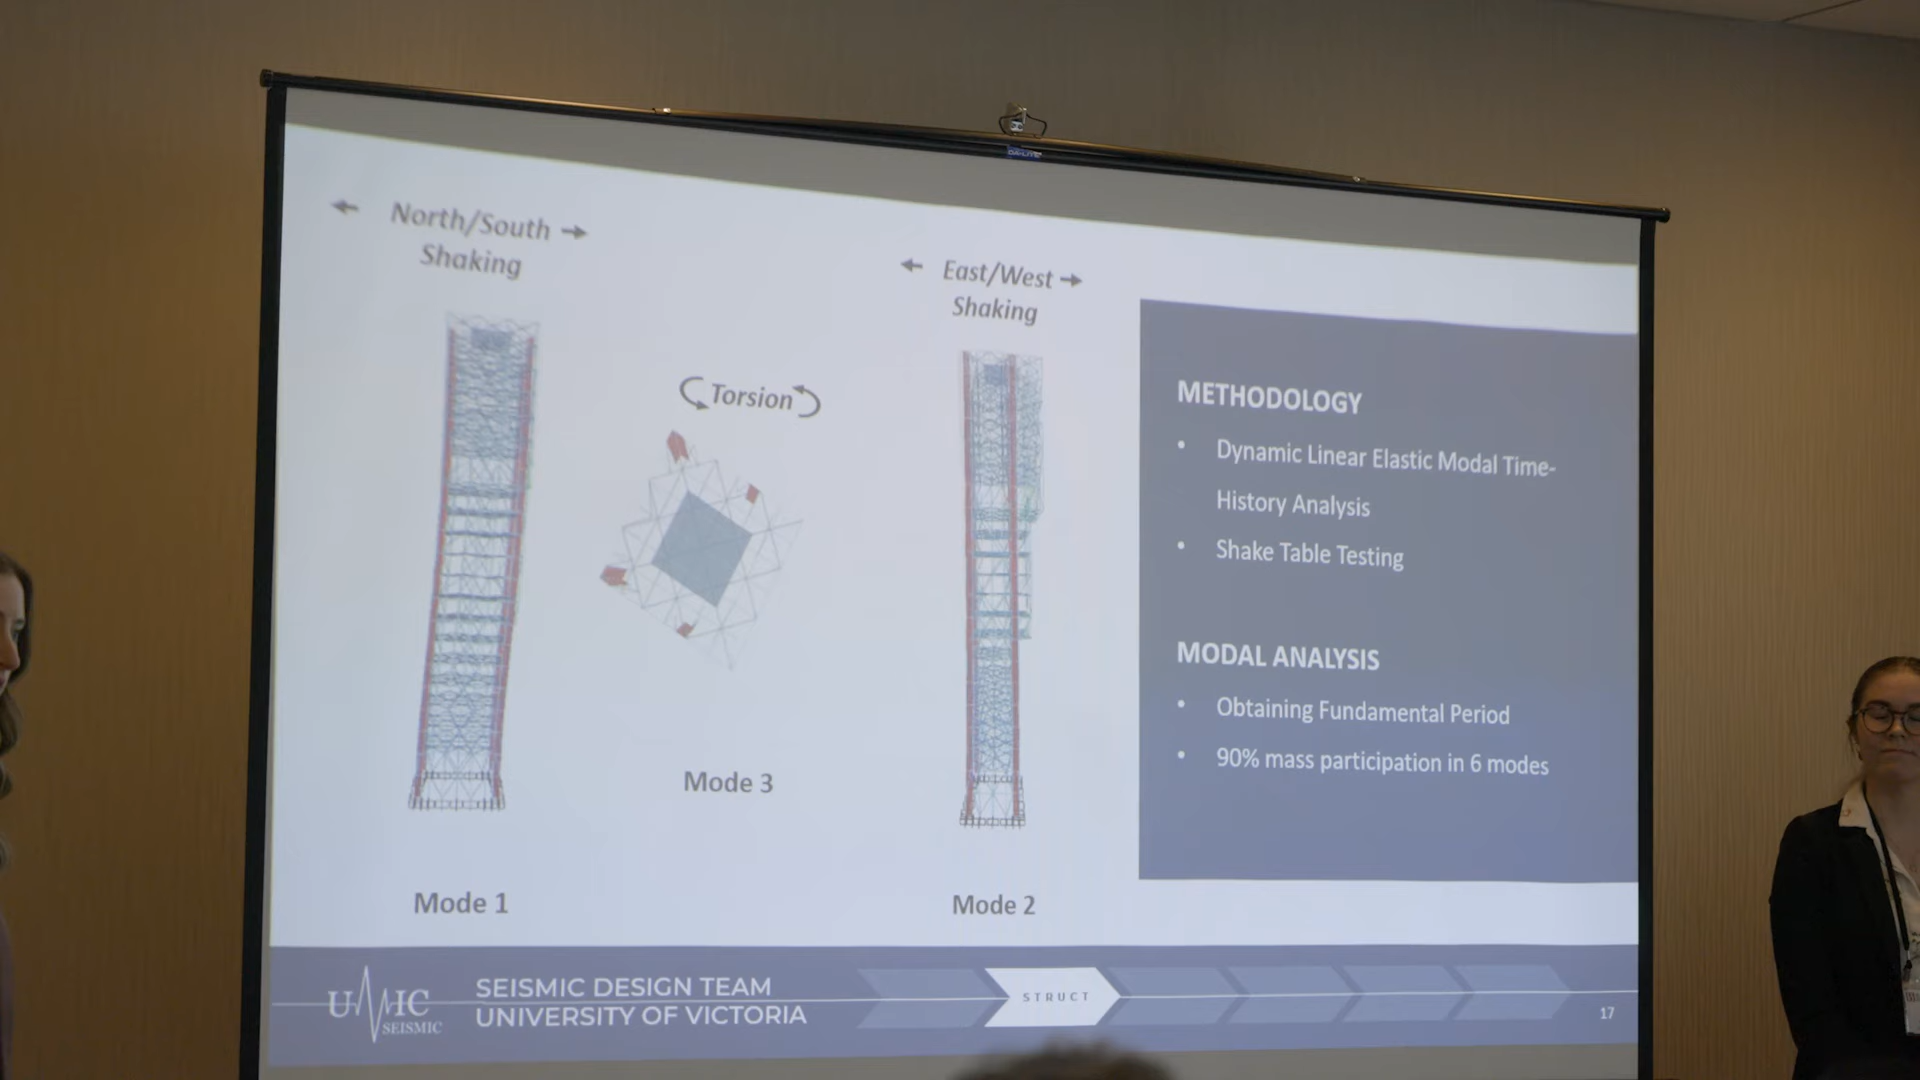 North/South
Shaking
East/West
Shaking
Torsion
Mode 1
Mode 3
Mode 2
METHODOLOGY
• Dynamic Linear Elastic Modal Time-
History Analysis
• Shake Table Testing
MODAL ANALYSIS
• Obtaining Fundamental Period
• 90% mass participation in 6 modes
UVIC
SEISMIC
SEISMIC DESIGN TEAM
UNIVERSITY OF VICTORIA
STRUCT
17
DA-LITE